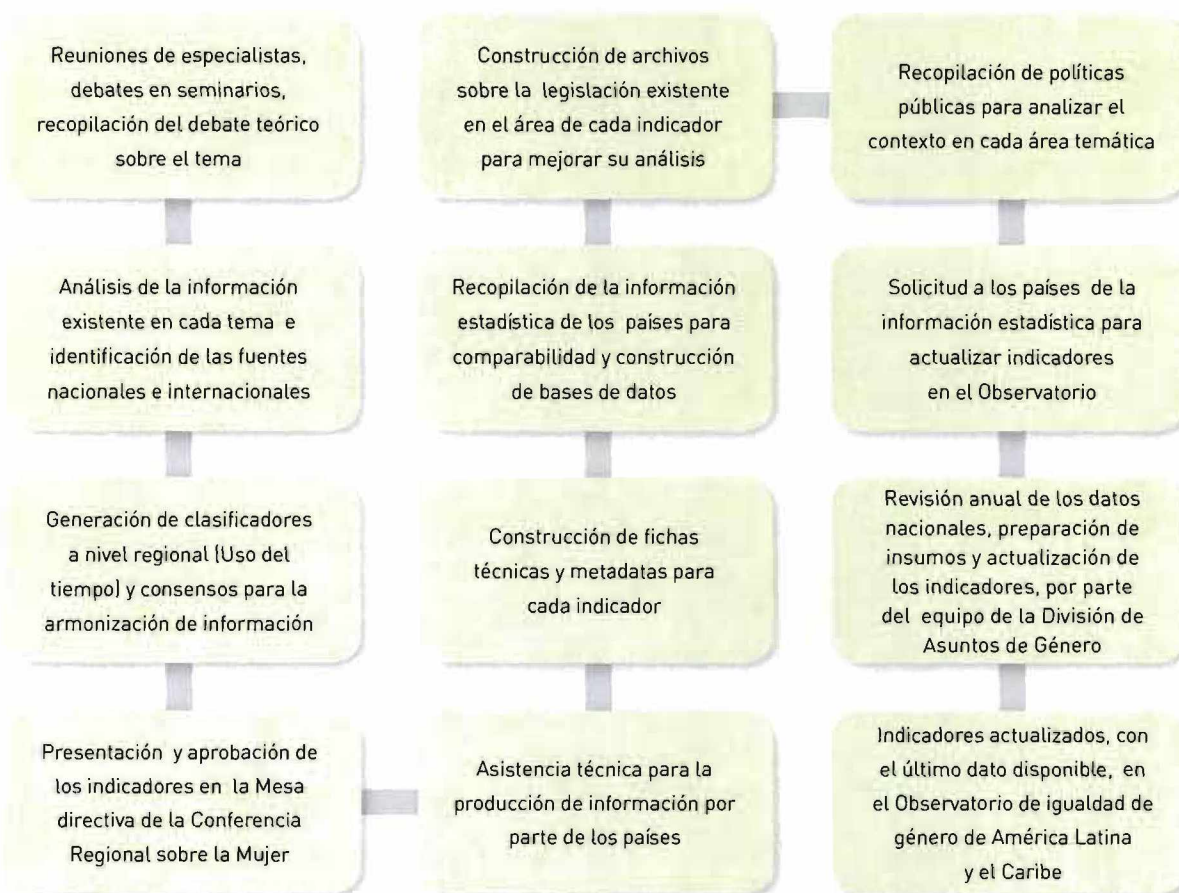 Reuniones de especialistas,
debates en seminarios,
recopilación del debate teórico
sobre el tema
Análisis de la información
existente en cada tema e
identificación de las fuentes
nacionales e internacionales
Generación de clasificadores
a nivel regional (Uso del
tiempo) y consensos para la
armonización de información
Presentación y aprobación de
los indicadores en la Mesa
directiva de la Conferencia
Regional sobre la Mujer
Asistencia técnica para la
producción de información por
parte de los países
Construcción de fichas
técnicas y metadatas para
cada indicador
Recopilación de la información
estadística de los países para
comparabilidad y construcción
de bases de datos
Construcción de archivos
sobre la legislación existente
en el área de cada indicador
para mejorar su análisis
Recopilación de políticas
públicas para analizar el
contexto en cada área temática
Solicitud a los países de la
información estadística para
actualizar indicadores
en el Observatorio
Revisión anual de los datos
nacionales, preparación de
insumos y actualización de
los indicadores, por parte
del equipo de la División de
Asuntos de Género
Indicadores actualizados, con
el último dato disponible, en
el Observatorio de igualdad de
género de América Latina
y el Caribe